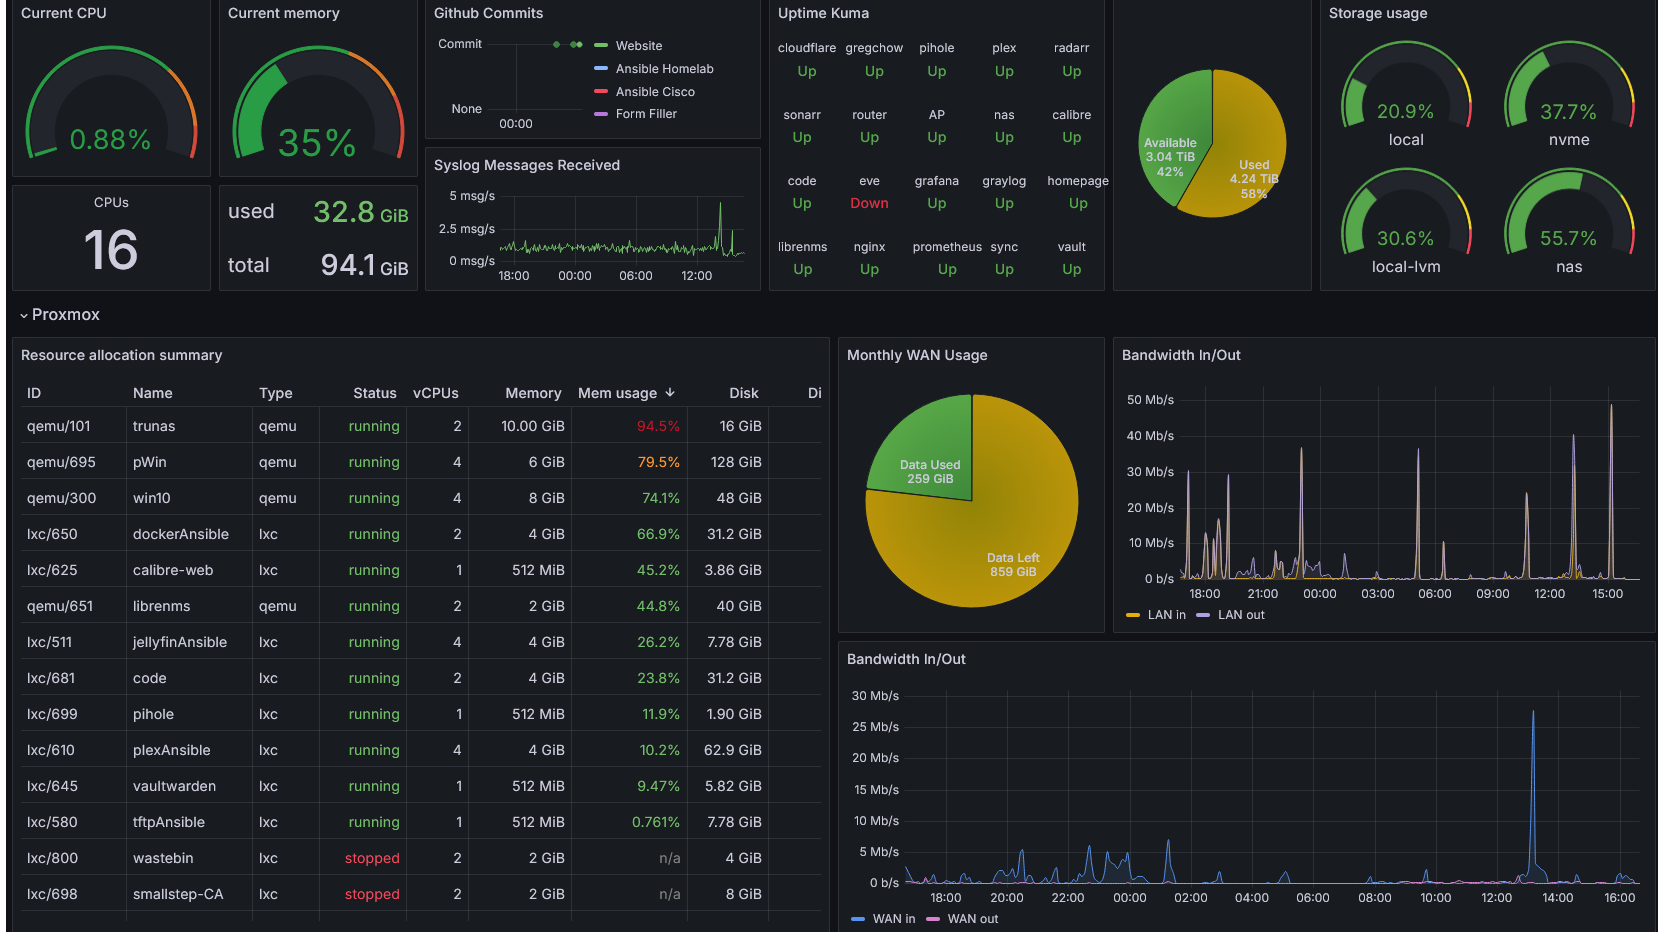 Current CPU
0.88%
CPUs
16
Current memory
35%
used 32.8 GiB
total 94.1 GiB
Github Commits
Commit
None
00:00
Website
Ansible Homelab
Ansible Cisco
Form Filler
Syslog Messages Received
5 msg/s
2.5 msg/s
0 msg/s
18:00 00:00 06:00 12:00
Uptime Kuma
cloudflare gregchow pihole plex radarr
Up Up Up Up Up
sonarr router AP nas calibre
Up Up Up Up Up
code eve grafana graylog homepage
Up Down Up Up Up
librenms nginx prometheus sync vault
Up Up Up Up Up
Available
3.04 TiB
42%
Used
4.24 TiB
58%
Storage usage
20.9% 37.7%
local nvme
30.6% 55.7%
local-lvm nas
Proxmox
Resource allocation summary
ID Name Type Status vCPUs Memory Mem usage Disk Di
qemu/101 trunas qemu running 2 10.00 GiB 94.5% 16 GiB
qemu/695 pWin qemu running 4 6 GiB 79.5% 128 GiB
qemu/300 win10 qemu running 4 8 GiB 74.1% 48 GiB
lxc/650 dockerAnsible lxc running 2 4 GiB 66.9% 31.2 GiB
lxc/625 calibre-web lxc running 1 512 MiB 45.2% 3.86 GiB
qemu/651 librenms qemu running 2 2 GiB 44.8% 40 GiB
lxc/511 jellyfinAnsible lxc running 4 4 GiB 26.2% 7.78 GiB
lxc/681 code lxc running 2 4 GiB 23.8% 31.2 GiB
lxc/699 pihole lxc running 1 512 MiB 11.9% 1.90 GiB
lxc/610 plexAnsible lxc running 4 4 GiB 10.2% 62.9 GiB
lxc/645 vaultwarden lxc running 1 512 MiB 9.47% 5.82 GiB
lxc/580 tftpAnsible lxc running 1 512 MiB 0.761% 7.78 GiB
lxc/800 wastebin lxc stopped 2 2 GiB n/a 4 GiB
lxc/698 smallstep-CA lxc stopped 2 2 GiB n/a 8 GiB
Monthly WAN Usage
Data Used
259 GiB
Data Left
859 GiB
Bandwidth In/Out
50 Mb/s
40 Mb/s
30 Mb/s
20 Mb/s
10 Mb/s
0 b/s
18:00 21:00 00:00 03:00 06:00 09:00 12:00 15:00
LAN in LAN out
Bandwidth In/Out
30 Mb/s
25 Mb/s
20 Mb/s
15 Mb/s
10 Mb/s
5 Mb/s
0 b/s
18:00 20:00 22:00 00:00 02:00 04:00 06:00 08:00 10:00 12:00 14:00 16:00
WAN in WAN out